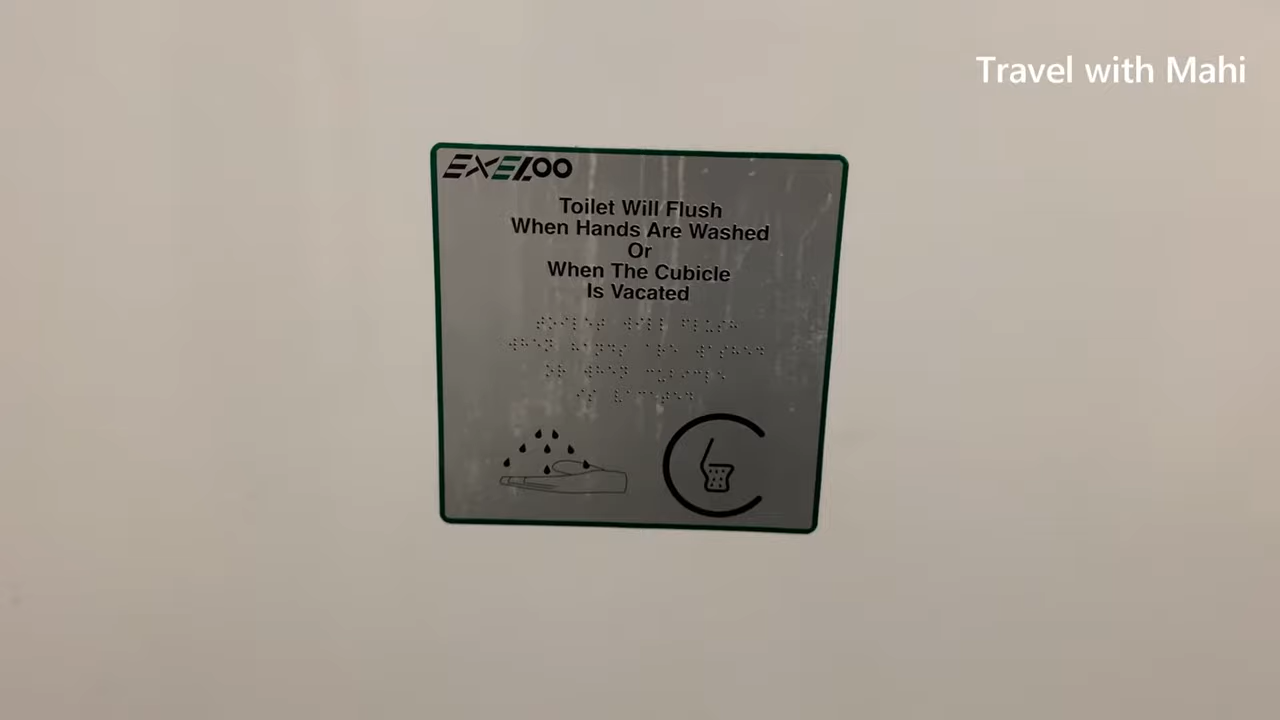 Travel with Mahi
EXELOO
Toilet Will Flush
When Hands Are Washed
Or
When The Cubicle
Is Vacated
⠞⠕⠊⠇⠑⠞ ⠺⠊⠇⠇ ⠋⠇⠥⠎⠓
⠺⠓⠑⠝ ⠓⠁⠝⠙⠎ ⠁⠗⠑ ⠺⠁⠎⠓⠑⠙
⠕⠗ ⠺⠓⠑⠝ ⠉⠥⠃⠊⠉⠇⠑
⠊⠎ ⠧⠁⠉⠁⠞⠑⠙